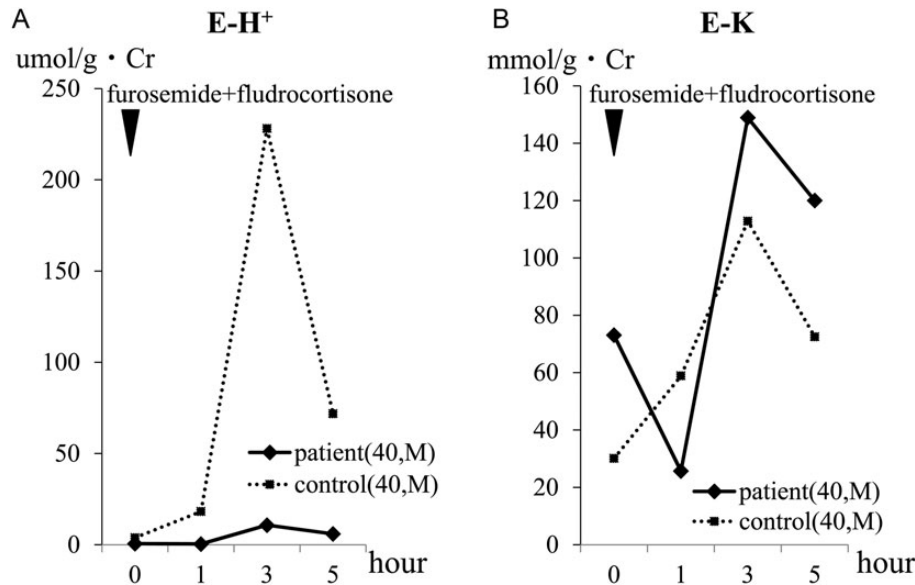 A
E-H⁺
umol/g・Cr
250
200
150
100
50
0
furosemide+fludrocortisone
patient(40,M)
control(40,M)
0 1 3 5
hour
B
E-K
mmol/g・Cr
160
140
120
100
80
60
40
20
0
furosemide+fludrocortisone
patient(40,M)
control(40,M)
0 1 3 5
hour